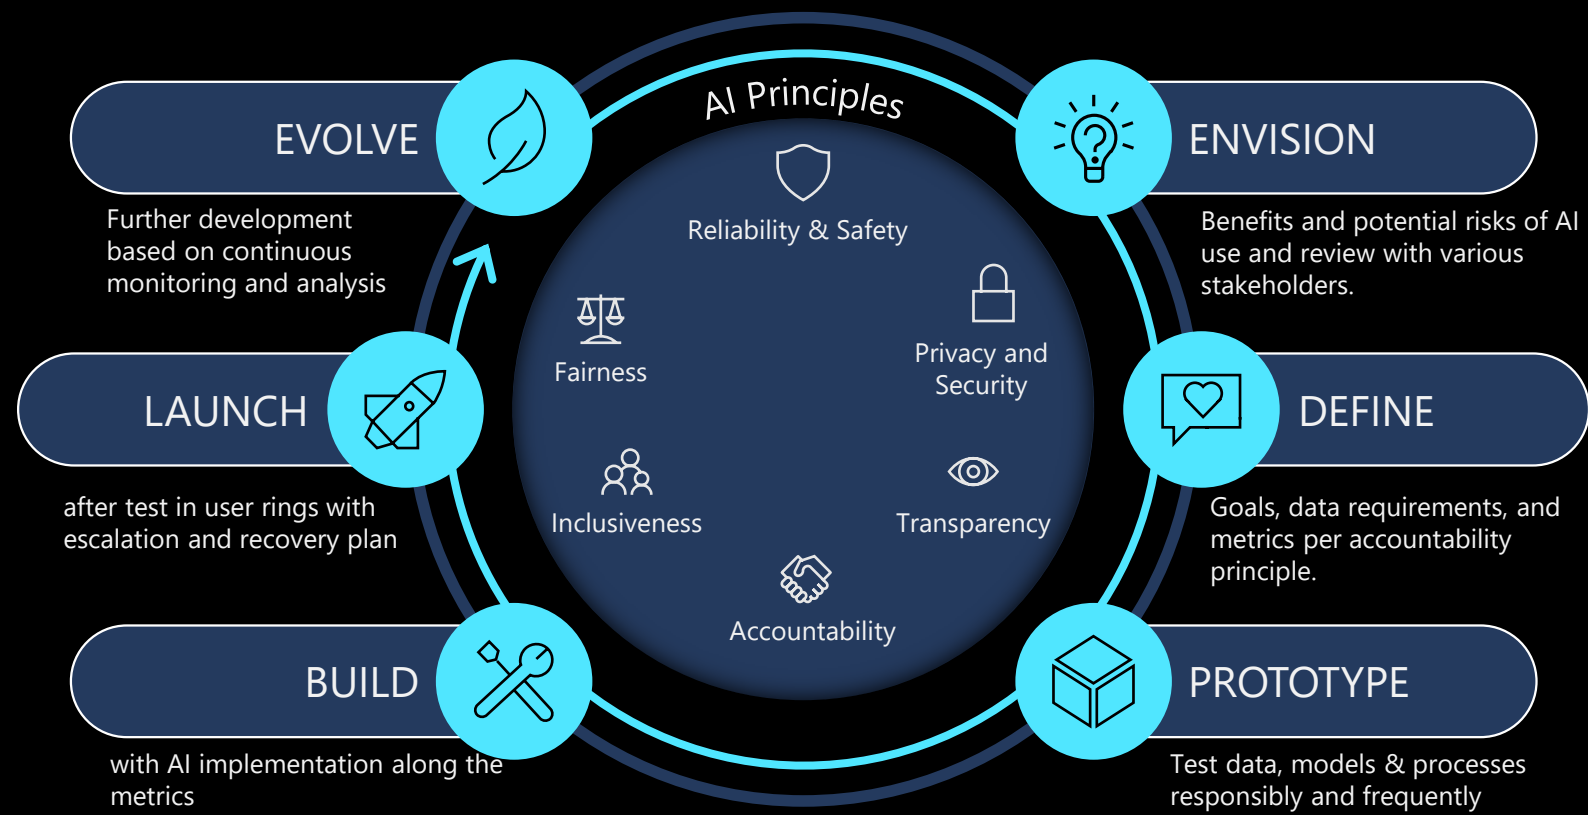 AI Principles
Reliability & Safety
Privacy and
Security
Transparency
Accountability
Inclusiveness
Fairness
ENVISION
Benefits and potential risks of AI
use and review with various
stakeholders.
DEFINE
Goals, data requirements, and
metrics per accountability
principle.
PROTOTYPE
Test data, models & processes
responsibly and frequently
BUILD
with AI implementation along the
metrics
LAUNCH
after test in user rings with
escalation and recovery plan
EVOLVE
Further development
based on continuous
monitoring and analysis